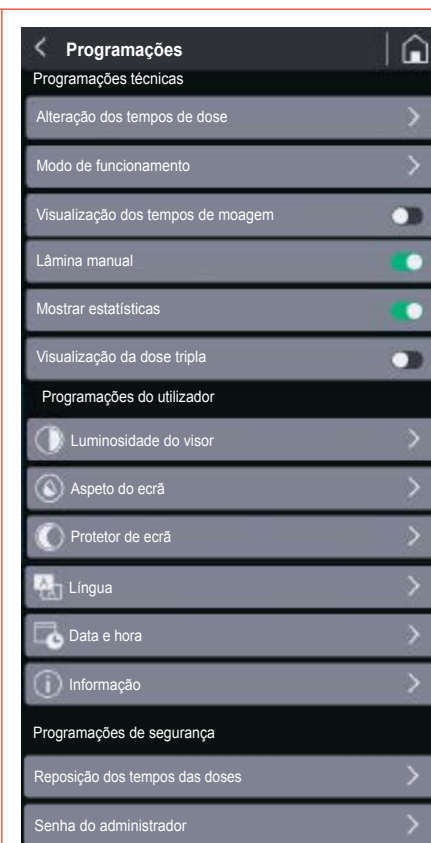 Programações
Programações técnicas
Alteração dos tempos de dose
Modo de funcionamento
Visualização dos tempos de moagem
Lâmina manual
Mostrar estatísticas
Visualização da dose tripla
Programações do utilizador
Luminosidade do visor
Aspeto do ecrã
Protetor de ecrã
Língua
Data e hora
Informação
Programações de segurança
Reposição dos tempos das doses
Senha do administrador